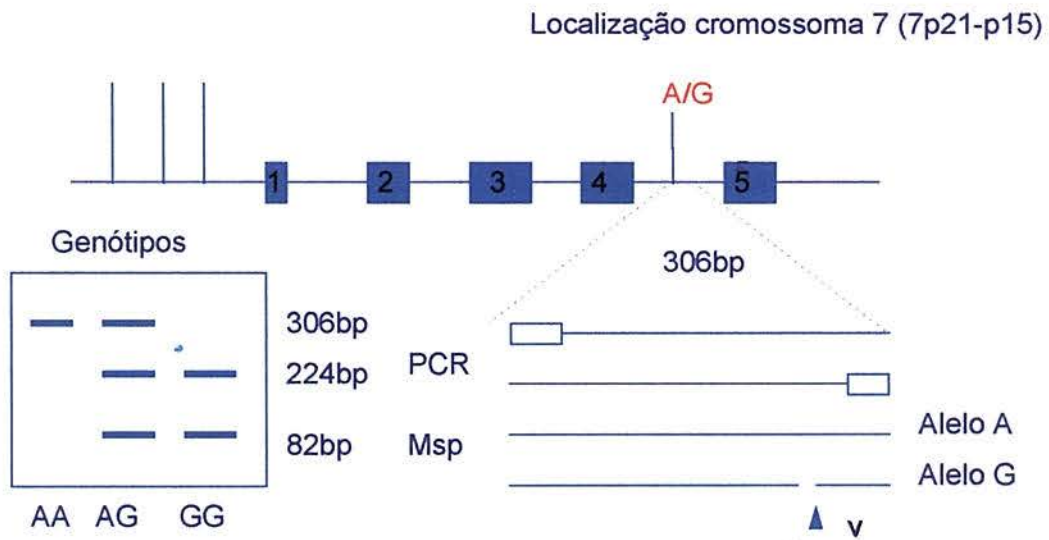 Localização cromossoma 7 (7p21-p15)
A/G
1 2 3 4 5
Genótipos
306bp
306bp
224bp
PCR
82bp
Msp
Alelo A
Alelo G
AA AG GG
v